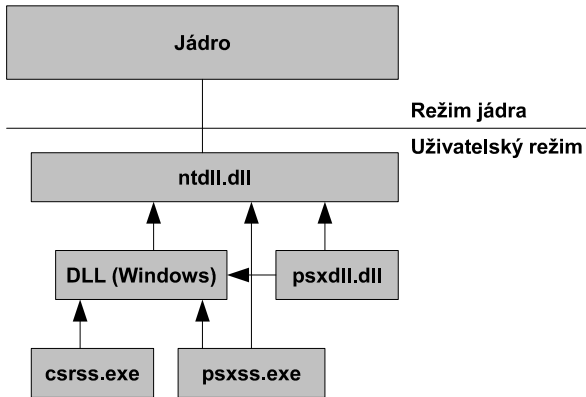 Jádro
Režim jádra
Uživatelský režim
ntdll.dll
DLL (Windows)
psxdll.dll
csrss.exe
psxss.exe